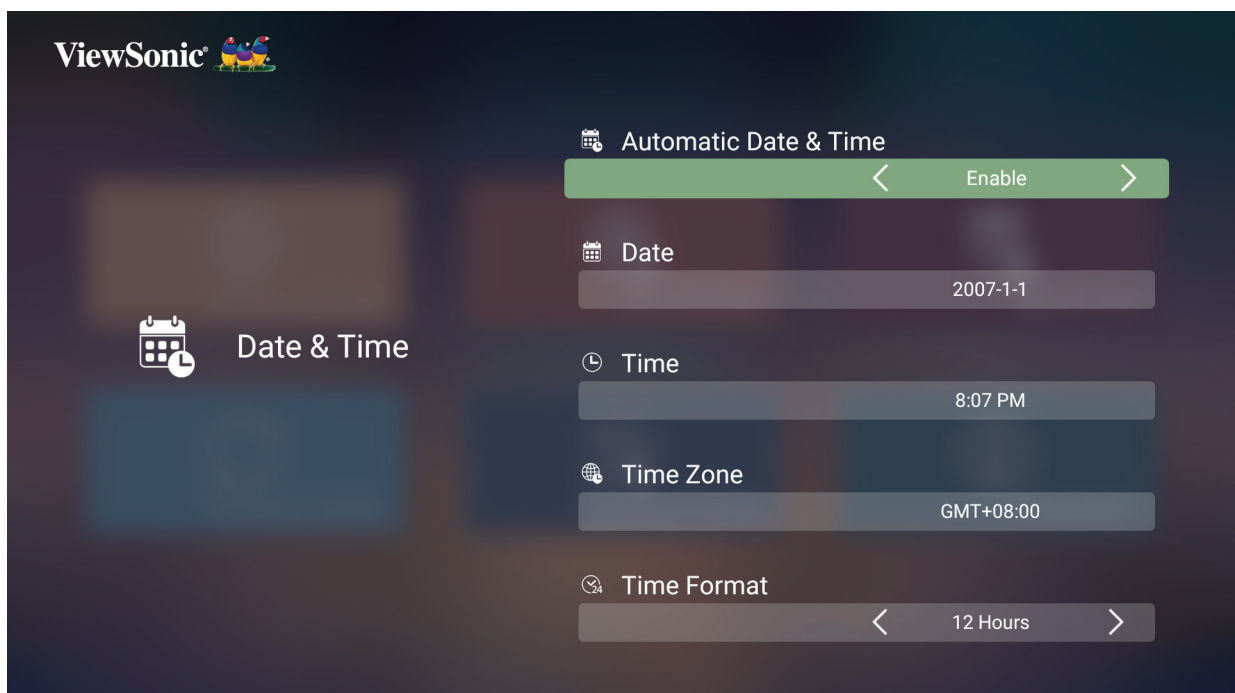 ViewSonic®
Automatic Date & Time
Enable
Date
2007-1-1
Date & Time
Time
8:07 PM
Time Zone
GMT+08:00
24
Time Format
12 Hours